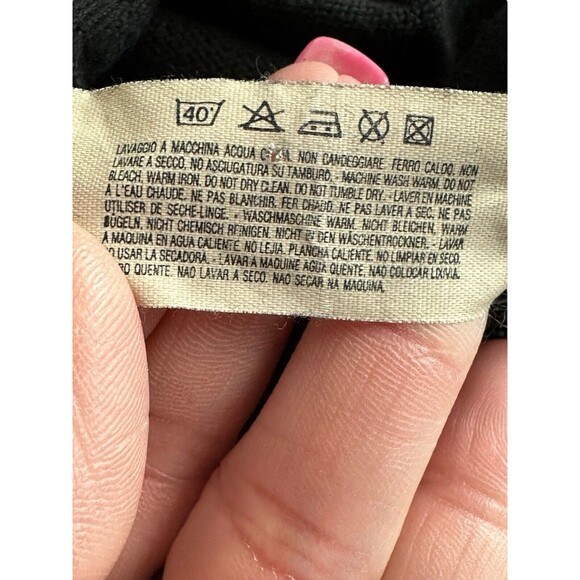 40°
LAVAGGIO A MACCHINA ACQUA CALDA. NON CANDEGGIARE. FERRO CALDO. NON
LAVARE A SECCO. NO ASCIUGATURA SU TAMBURO. - MACHINE WASH WARM. DO NOT
BLEACH. WARM IRON. DO NOT DRY CLEAN. DO NOT TUMBLE DRY. - LAVER EN MACHINE
A L'EAU CHAUDE. NE PAS BLANCHIR. FER CHAUD. NE PAS LAVER A SEC. NE PAS
UTILISER DE SECHE-LINGE. - WASCHMASCHINE WARM. NICHT BLEICHEN. WARM
BÜGELN. NICHT CHEMISCH REINIGEN. NICHT IN DEN WÄSCHENTROCKNER. - LAVAR
A MAQUINA EN AGUA CALIENTE. NO LEJIA. PLANCHA CALIENTE. NO LIMPIAR EN SECO.
USAR LA SECADORA. - LAVAR A MAQUINE AGUA QUENTE. NAO COLOCAR LIXIVIA.
QUENTE. NAO LAVAR A SECO. NAO SECAR NA MAQUINA.